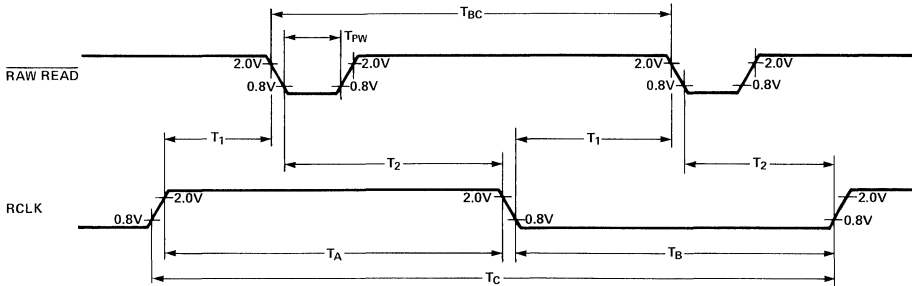 T_BC
T_PW
RAW READ
2.0V 2.0V 2.0V 2.0V
0.8V 0.8V 0.8V 0.8V
T_1 T_1
T_2 T_2
RCLK
2.0V 2.0V 2.0V
0.8V 0.8V 0.8V
T_A T_B
T_C